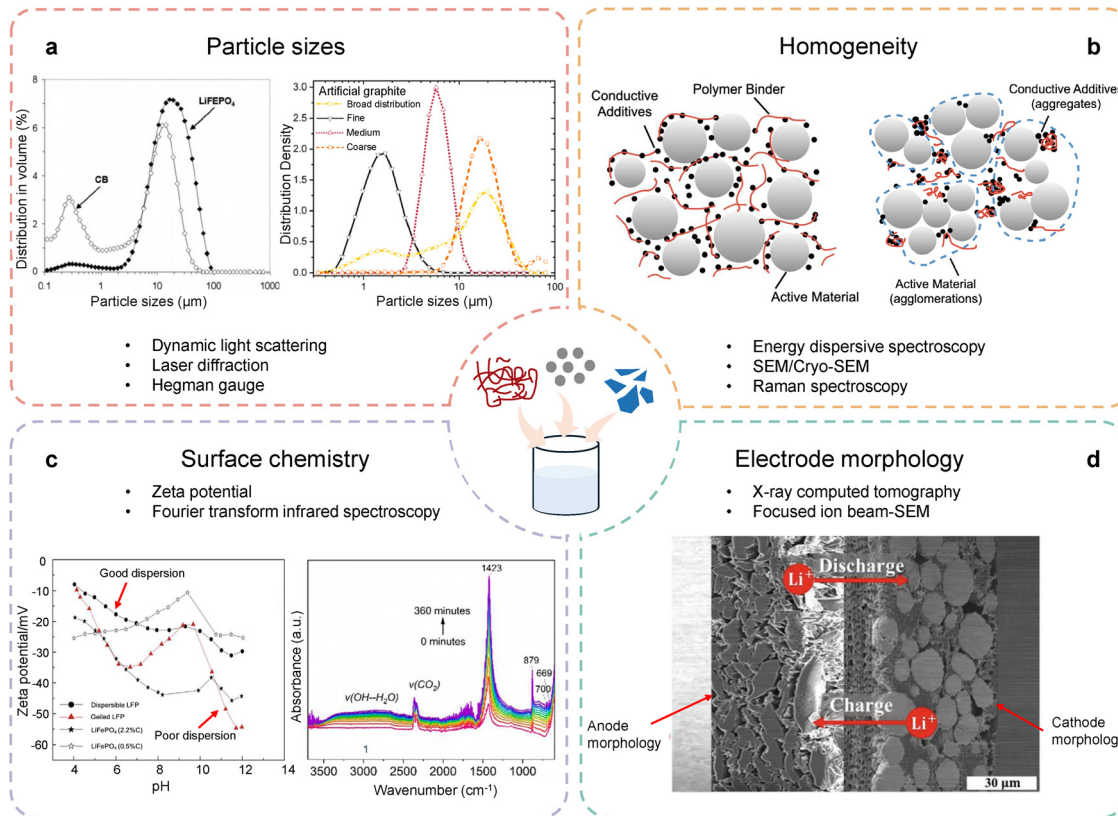 a
Particle sizes
Distribution in volume (%)
8
6
4
2
0
LiFEPO₄
CB
0.1
1
10
100
1000
Particle sizes (μm)
Distribution Density
3.0
2.5
2.0
1.5
1.0
0.5
0.0
Artificial graphite
Broad distribution
Fine
Medium
Coarse
1
10
100
Particle sizes (μm)
• Dynamic light scattering
• Laser diffraction
• Hegman gauge
Homogeneity
b
Conductive
Additives
Polymer Binder
Active Material
Conductive Additives
(aggregates)
Active Material
(agglomerations)
• Energy dispersive spectroscopy
• SEM/Cryo-SEM
• Raman spectroscopy
c
Surface chemistry
• Zeta potential
• Fourier transform infrared spectroscopy
Zeta potential/mV
0
-10
-20
-30
-40
-50
-60
Good dispersion
Poor dispersion
Dispersible LFP
Gelled LFP
LiFePO₄ (2.2%C)
LiFePO₄ (0.5%C)
4
6
8
10
12
14
pH
Absorbance (a.u.)
1423
360 minutes
0 minutes
ν(OH--H₂O)
ν(CO₂)
879
669
700
1
3500
3000
2500
2000
1500
1000
Wavenumber (cm⁻¹)
Electrode morphology
d
• X-ray computed tomography
• Focused ion beam-SEM
Li⁺
Discharge
Charge
Li⁺
Anode
morphology
Cathode
morphology
30 μm